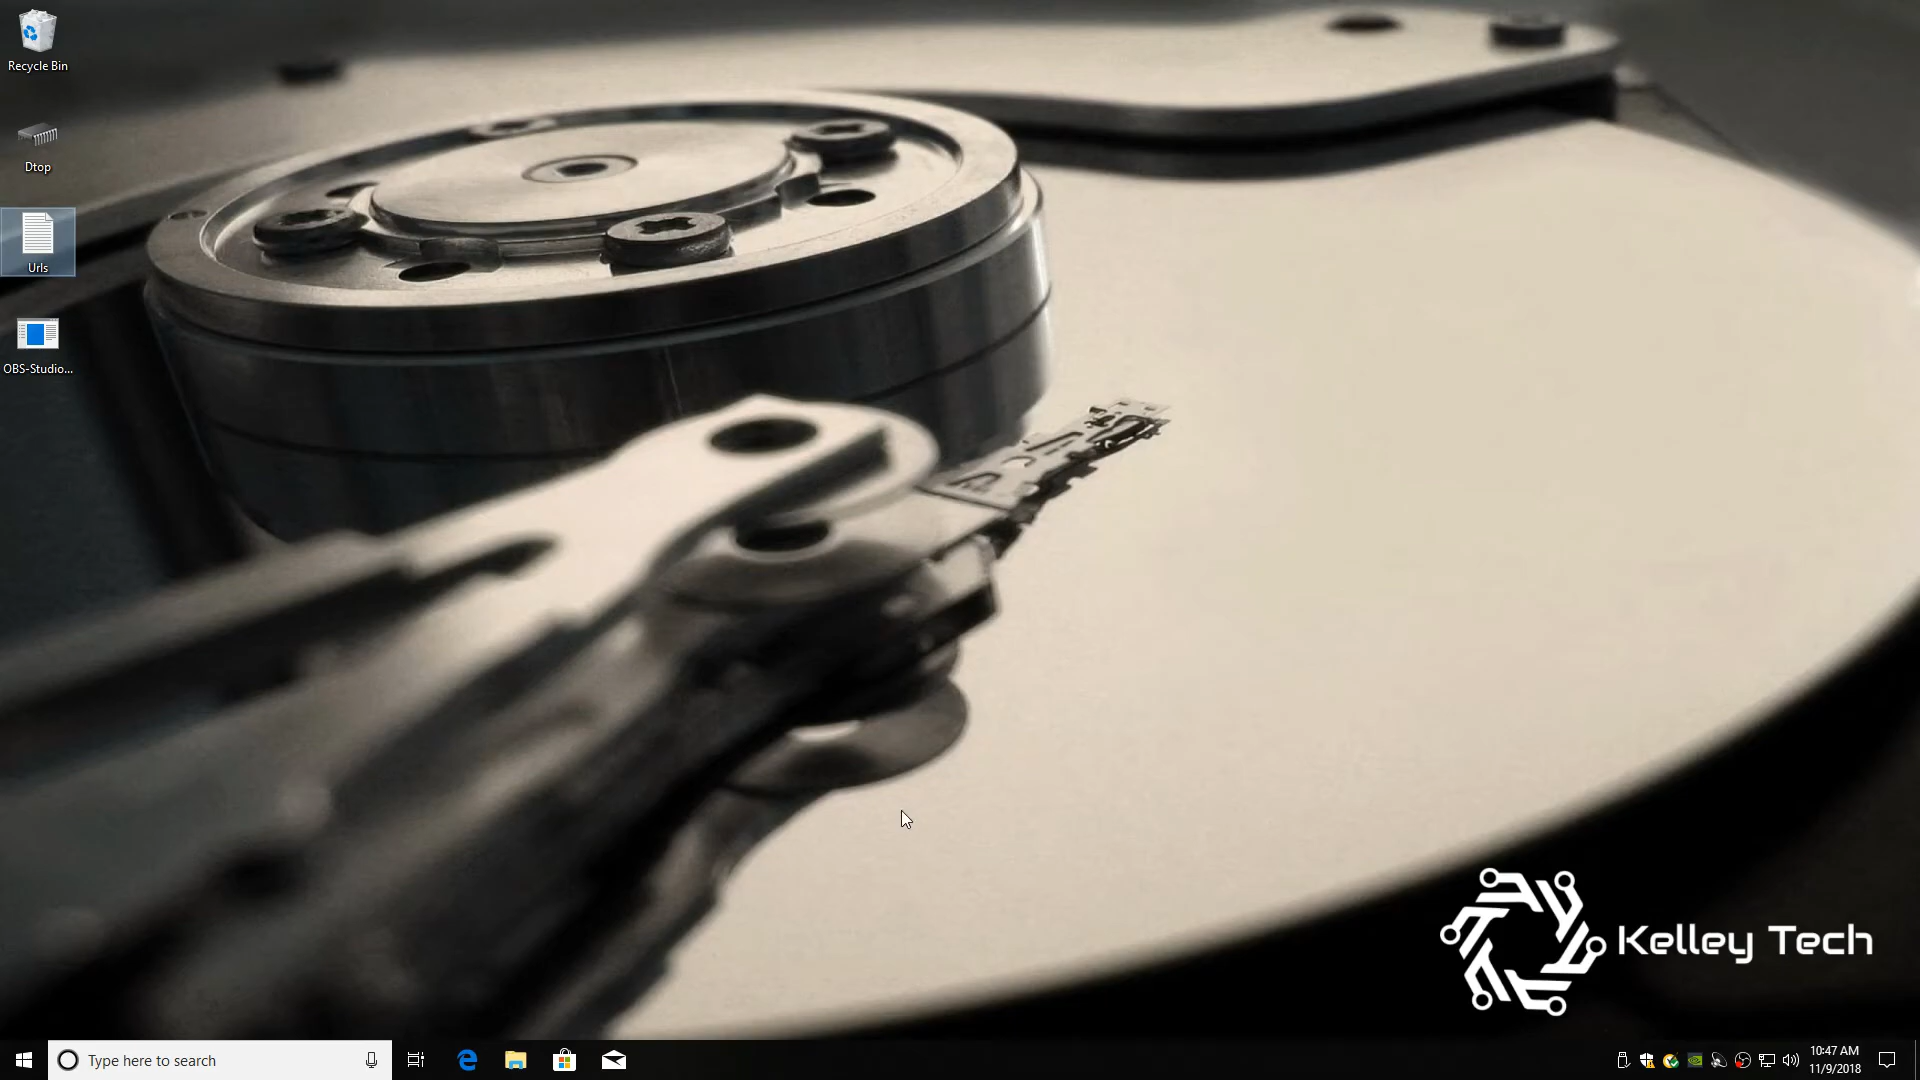 Recycle Bin
Dtop
Urls
OBS-Studio...
Kelley Tech
Type here to search
10:47 AM
11/9/2018